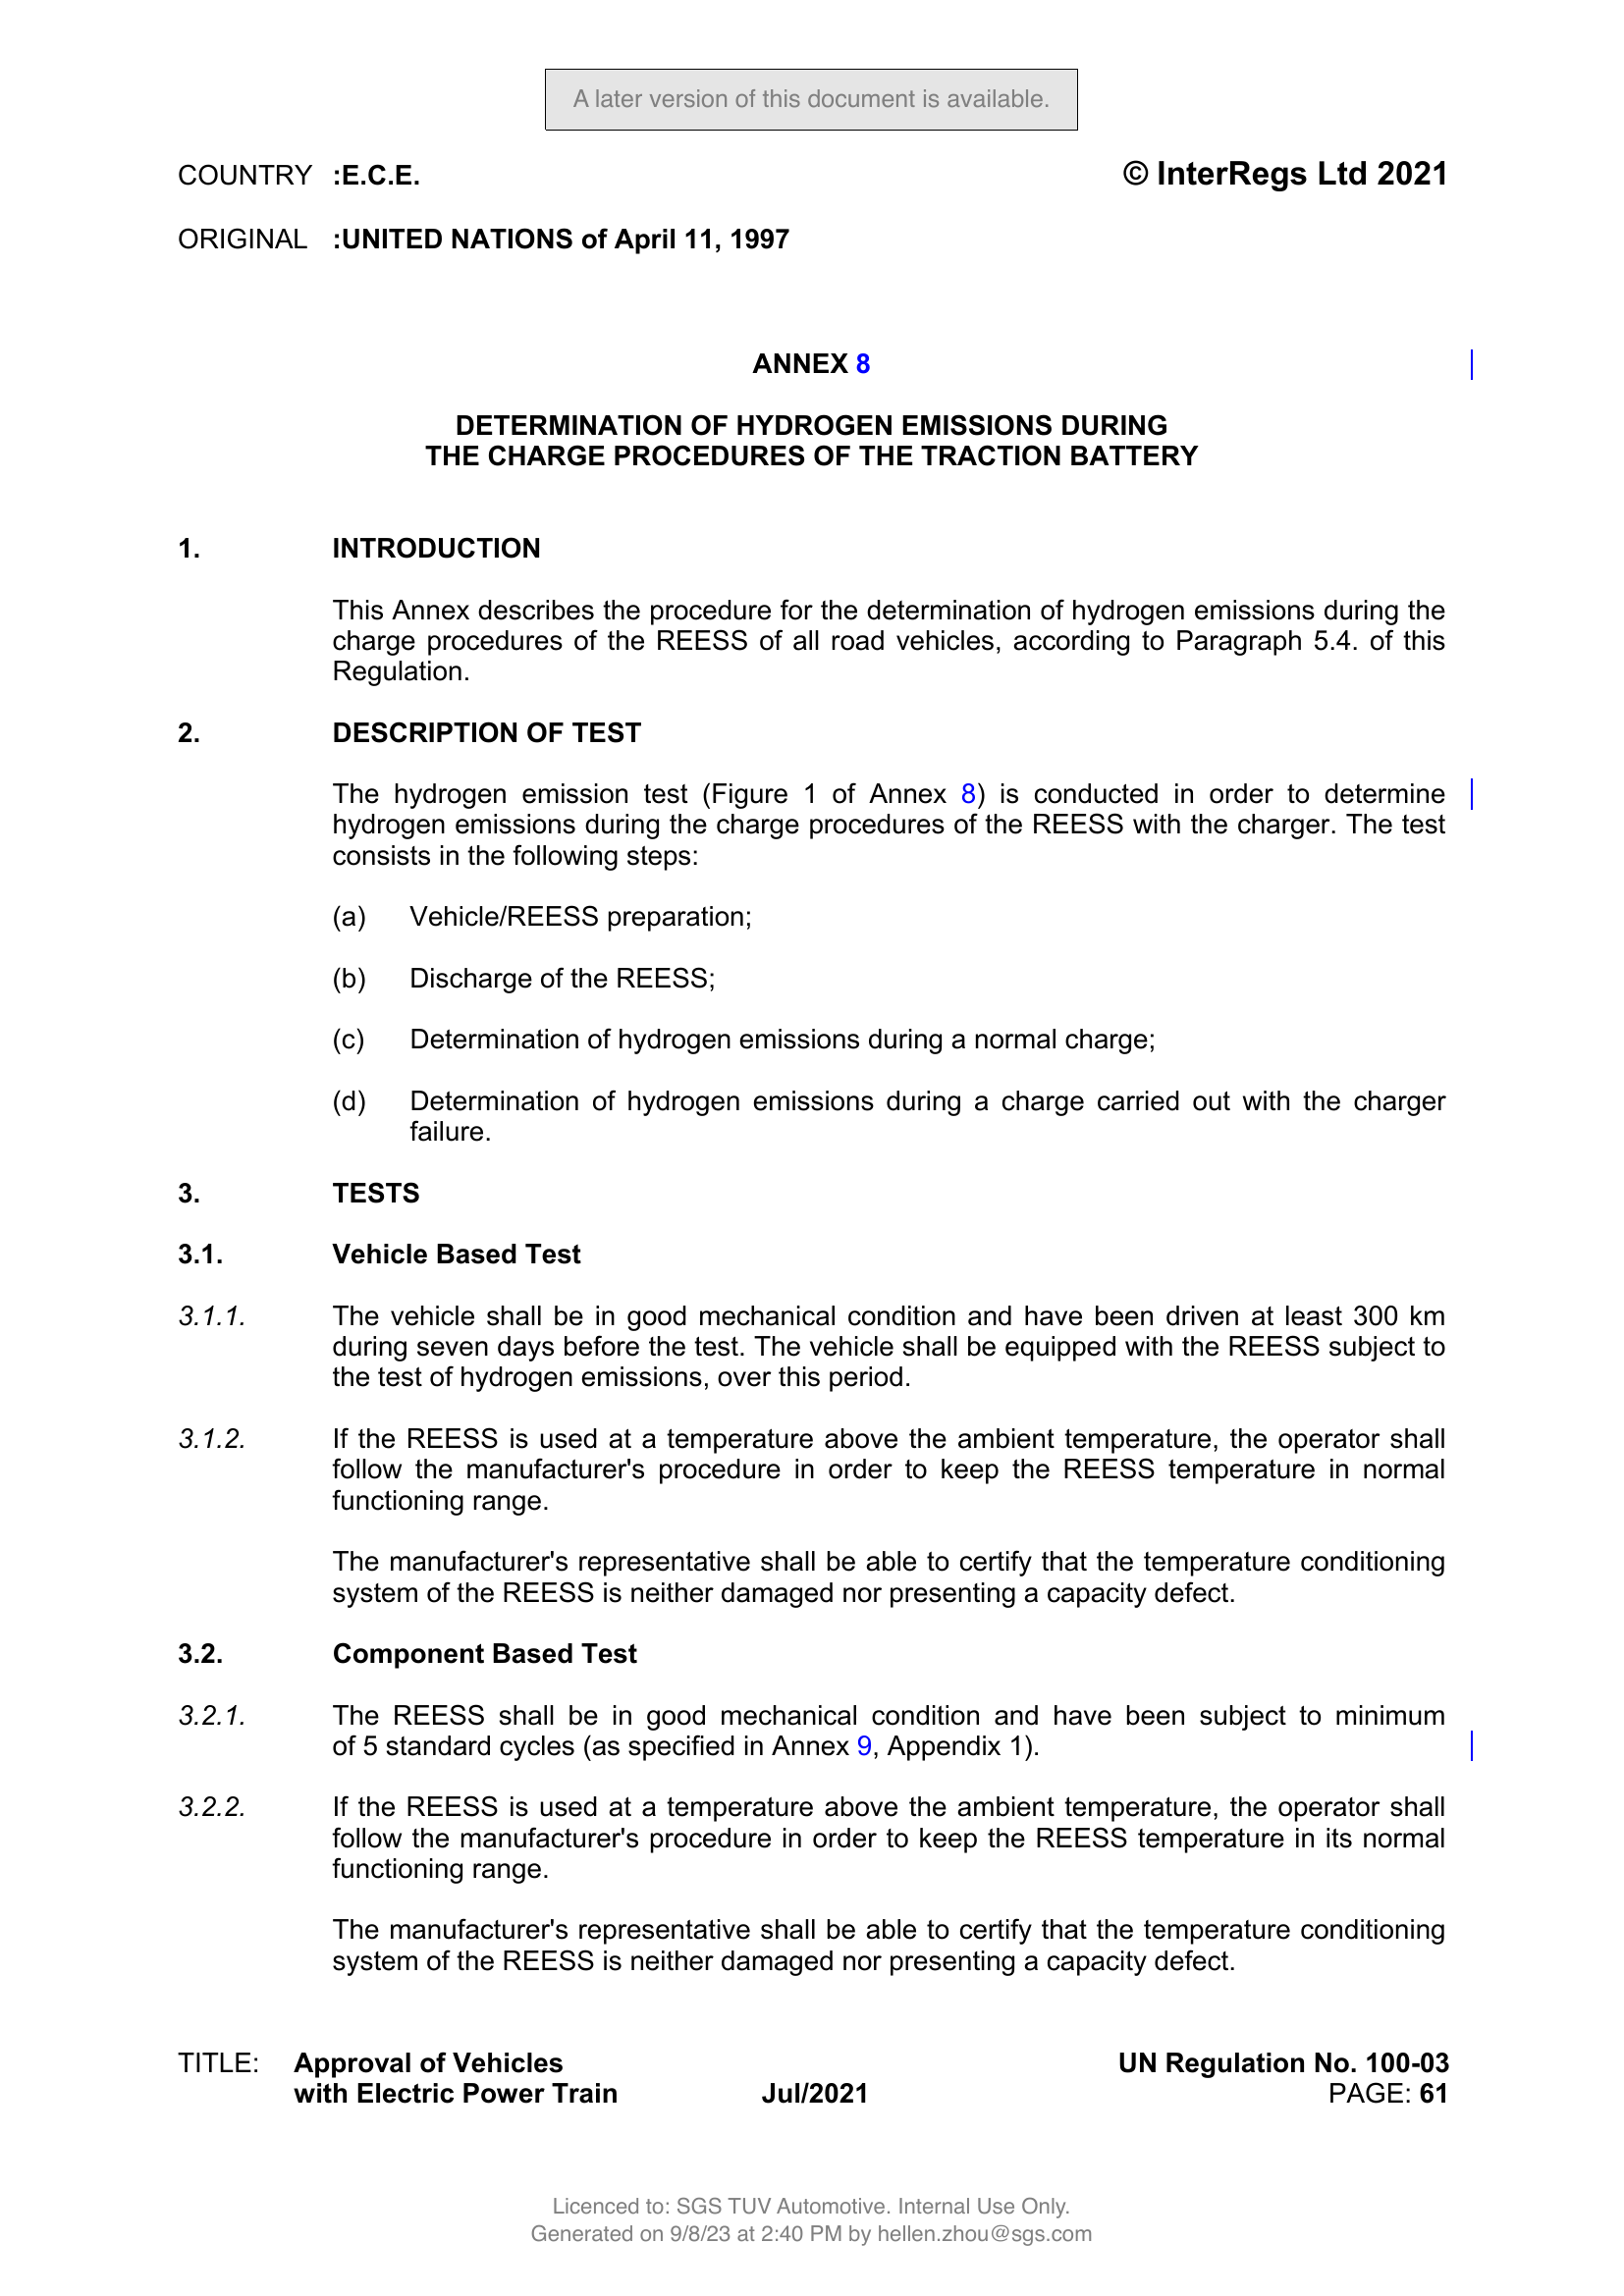 A later version of this document is available.
COUNTRY :E.C.E. © InterRegs Ltd 2021
ORIGINAL :UNITED NATIONS of April 11, 1997
ANNEX 8
DETERMINATION OF HYDROGEN EMISSIONS DURING
THE CHARGE PROCEDURES OF THE TRACTION BATTERY
1. INTRODUCTION
This Annex describes the procedure for the determination of hydrogen emissions during the
charge procedures of the REESS of all road vehicles, according to Paragraph 5.4. of this
Regulation.
2. DESCRIPTION OF TEST
The hydrogen emission test (Figure 1 of Annex 8) is conducted in order to determine
hydrogen emissions during the charge procedures of the REESS with the charger. The test
consists in the following steps:
(a) Vehicle/REESS preparation;
(b) Discharge of the REESS;
(c) Determination of hydrogen emissions during a normal charge;
(d) Determination of hydrogen emissions during a charge carried out with the charger
failure.
3. TESTS
3.1. Vehicle Based Test
3.1.1. The vehicle shall be in good mechanical condition and have been driven at least 300 km
during seven days before the test. The vehicle shall be equipped with the REESS subject to
the test of hydrogen emissions, over this period.
3.1.2. If the REESS is used at a temperature above the ambient temperature, the operator shall
follow the manufacturer's procedure in order to keep the REESS temperature in normal
functioning range.
The manufacturer's representative shall be able to certify that the temperature conditioning
system of the REESS is neither damaged nor presenting a capacity defect.
3.2. Component Based Test
3.2.1. The REESS shall be in good mechanical condition and have been subject to minimum
of 5 standard cycles (as specified in Annex 9, Appendix 1).
3.2.2. If the REESS is used at a temperature above the ambient temperature, the operator shall
follow the manufacturer's procedure in order to keep the REESS temperature in its normal
functioning range.
The manufacturer's representative shall be able to certify that the temperature conditioning
system of the REESS is neither damaged nor presenting a capacity defect.
TITLE: Approval of Vehicles UN Regulation No. 100-03
with Electric Power Train Jul/2021 PAGE: 61
Licenced to: SGS TUV Automotive. Internal Use Only.
Generated on 9/8/23 at 2:40 PM by hellen.zhou@sgs.com